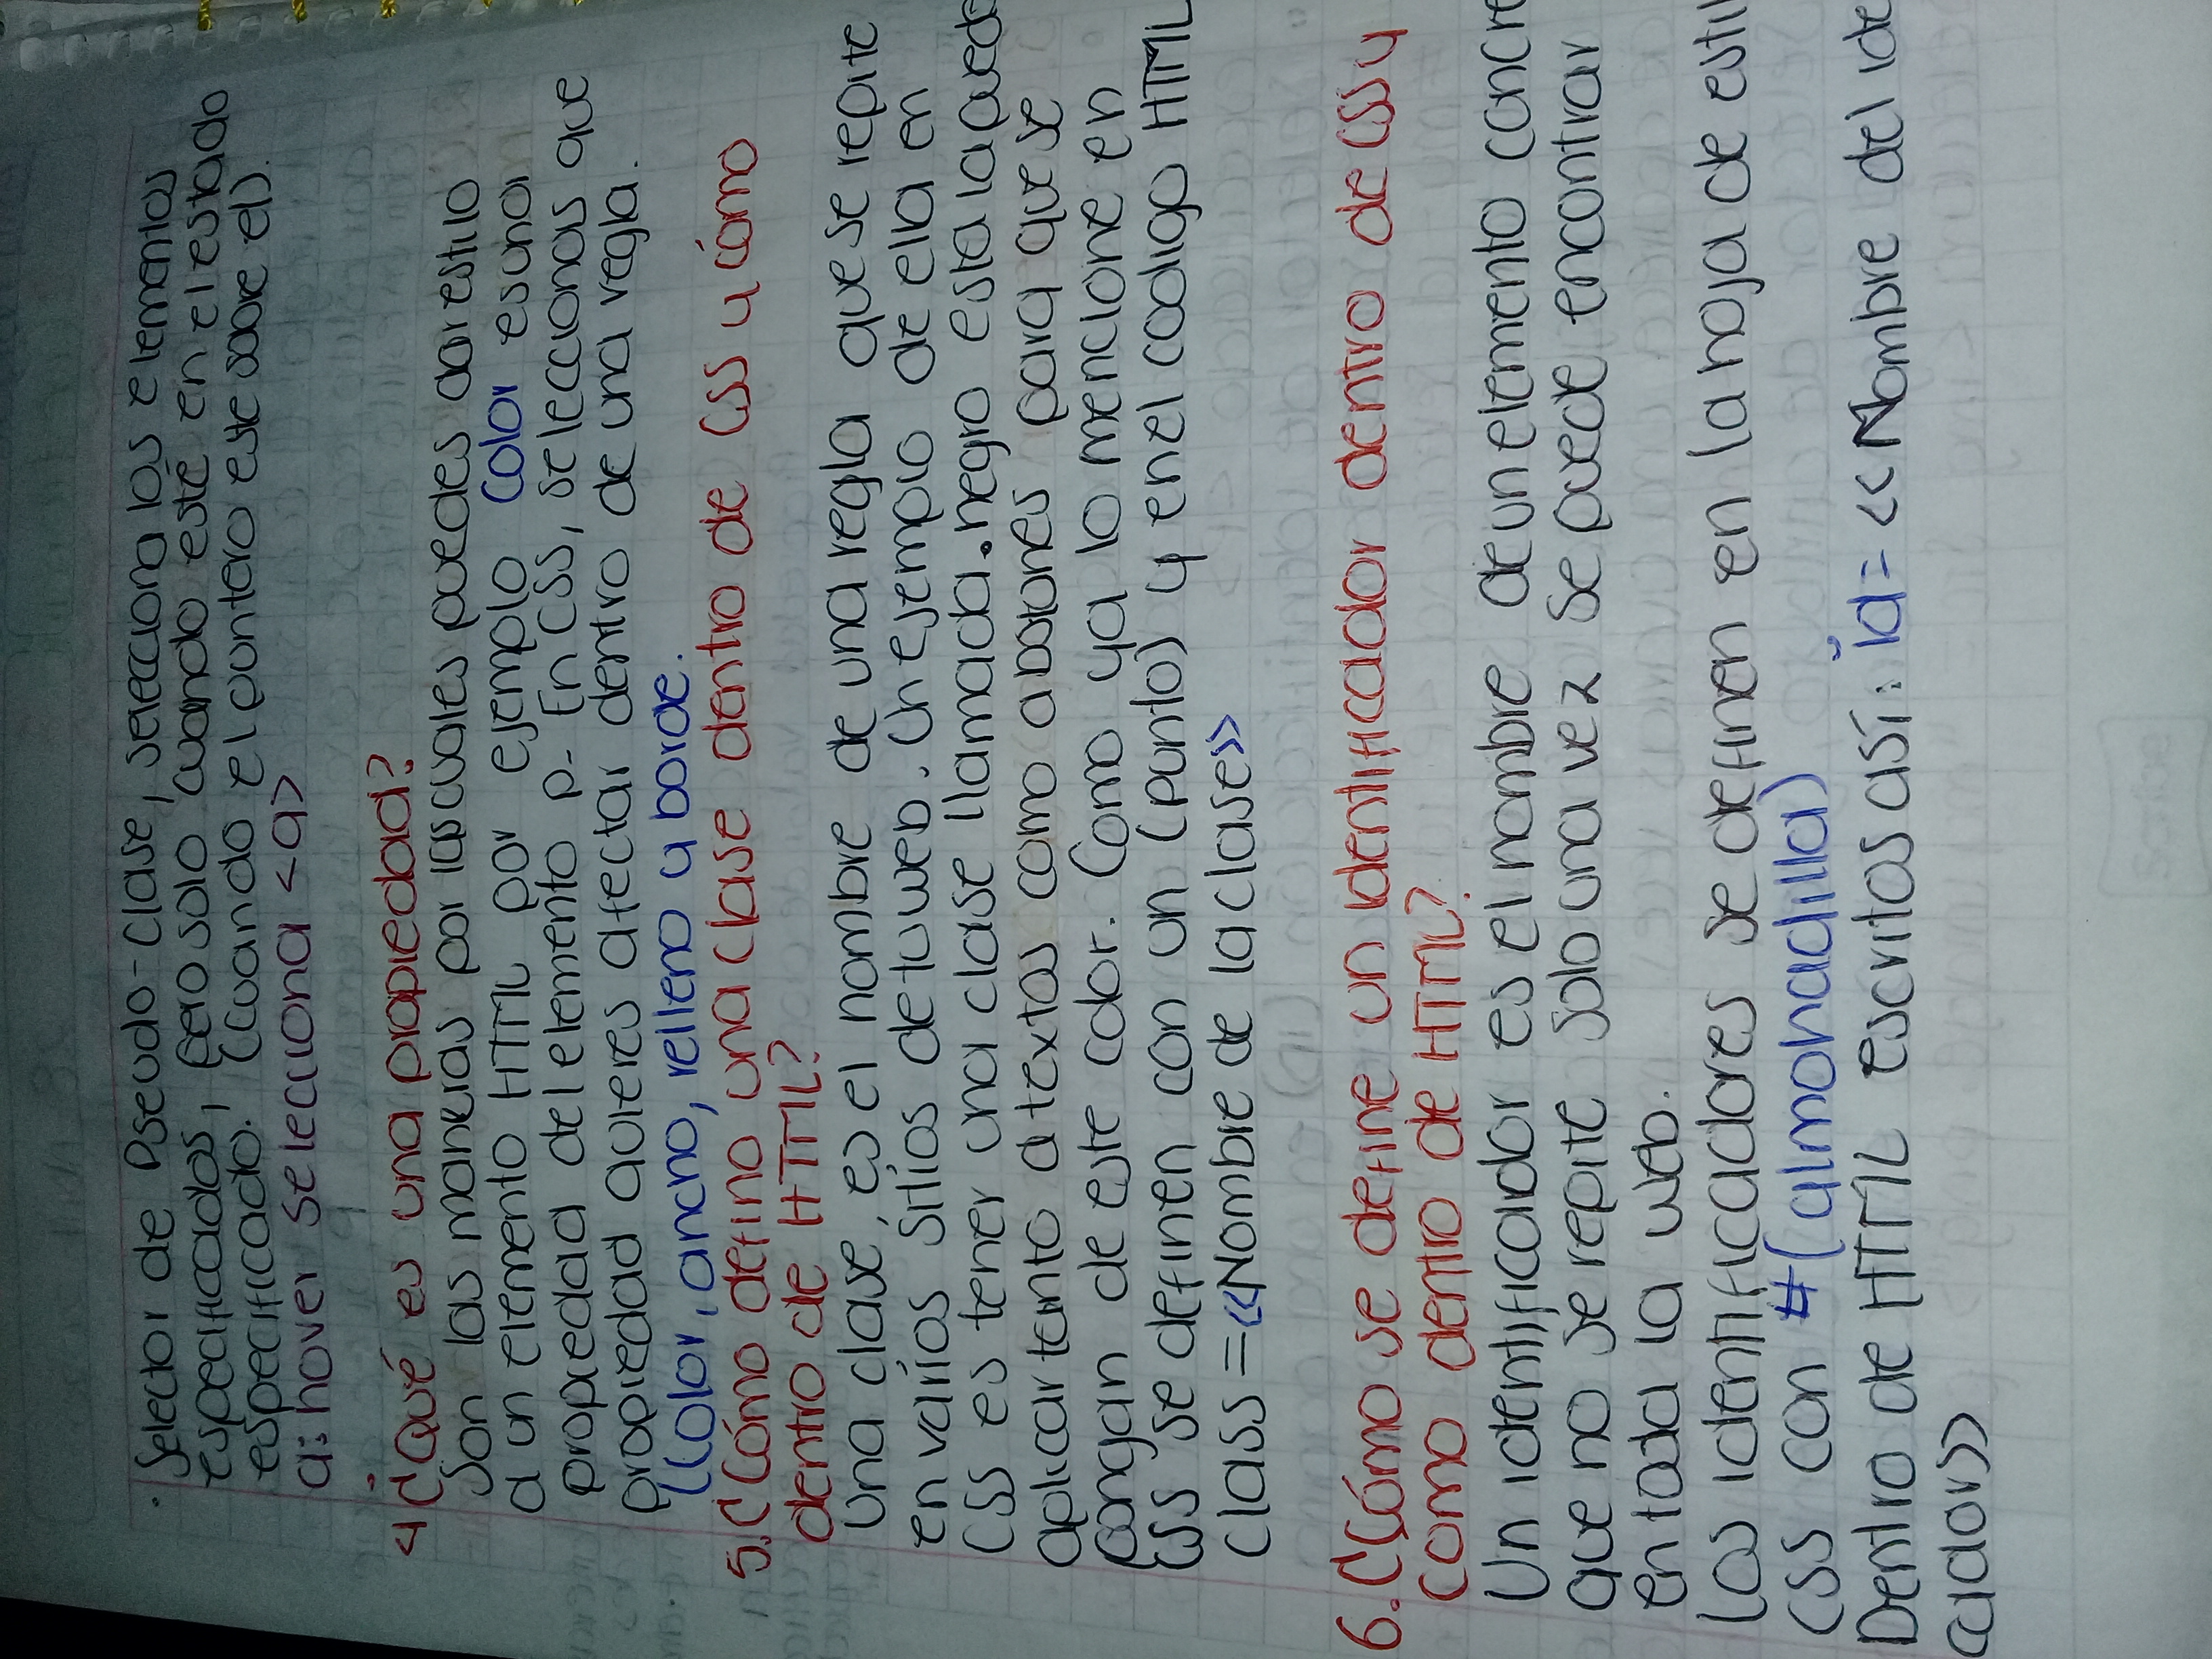 · Selector de Pseudo-clase, selecciona los elementos
especificados, pero solo cuando esté en el estado
especificado. (Cuando el puntero este sobre el).
a:hover selecciona <a>
4 ¿Qué es una propiedad?
Son las maneras por las cuales puedes dar estilo
a un elemento HTML por ejemplo color es una
propiedad del elemento p. En CSS, seleccionas que
propiedad quieres afectar dentro de una regla.
(Color, ancho, relleno y borde.
5.¿Cómo defino una clase dentro de CSS y cómo
dentro de HTML?
Una clase, es el nombre de una regla que se repite
en varios sitios de tu web. Un ejemplo de ella en
CSS es tener una clase llamada.negro esta la puede
aplicar tanto a textos como a botones para que se
pongan de este color. Como ya lo mencione en
CSS se definen con un (punto) y en el codigo HTML
class=«Nombre de la clase»
6.¿Cómo se define un identificador dentro de CSS y
como dentro de HTML?
Un identificador es el nombre de un elemento concre
que no se repite solo una vez se puede encontrar
en toda la web.
Los identificadores se definen en la hoja de estil
CSS con #(almohadilla)
Dentro de HTML escritos así: id= «Nombre del ide
cador»
Scribe